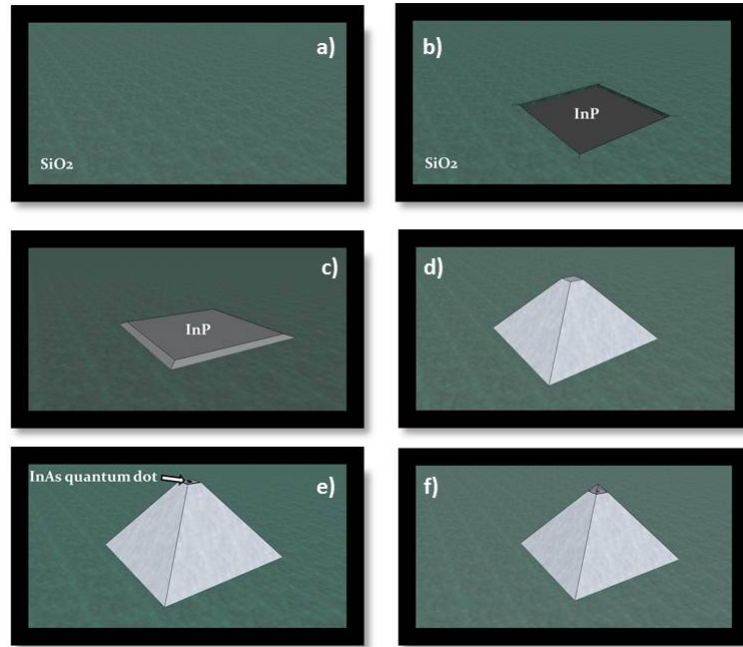 a)
SiO2
b)
InP
SiO2
c)
InP
d)
InAs quantum dot
e)
f)